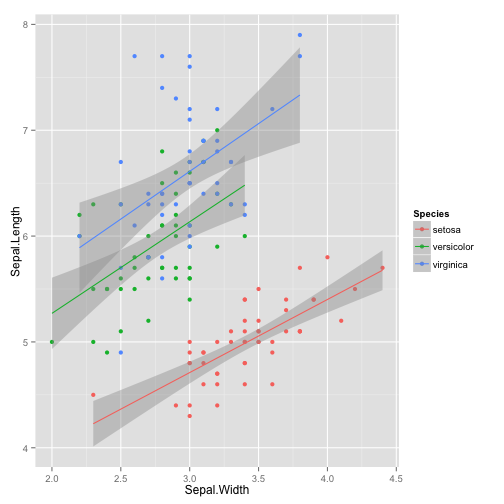 8
7
6
5
4
Sepal.Length
2.0 2.5 3.0 3.5 4.0 4.5
Sepal.Width
Species
setosa
versicolor
virginica